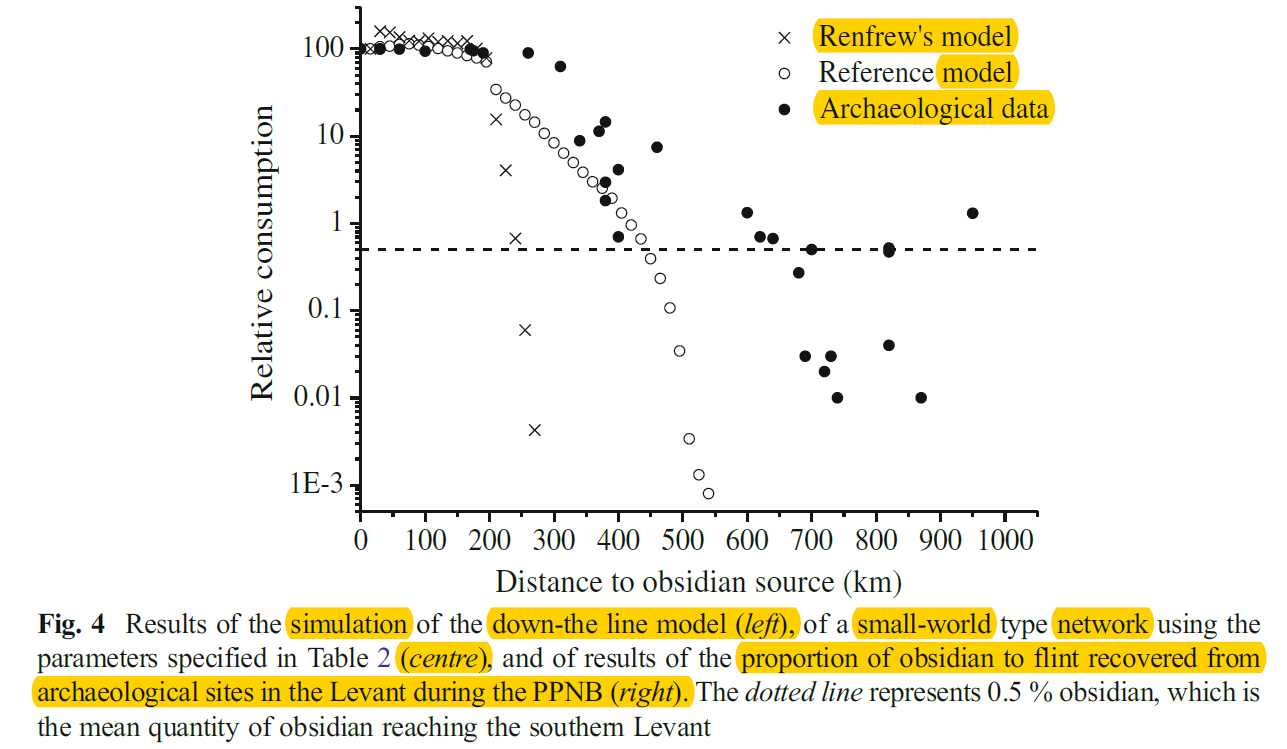 100
10
1
0.1
0.01
1E-3
Relative consumption
Renfrew's model
Reference model
Archaeological data
0 100 200 300 400 500 600 700 800 900 1000
Distance to obsidian source (km)
Fig. 4 Results of the simulation of the down-the line model (left), of a small-world type network using the
parameters specified in Table 2 (centre), and of results of the proportion of obsidian to flint recovered from
archaeological sites in the Levant during the PPNB (right). The dotted line represents 0.5 % obsidian, which is
the mean quantity of obsidian reaching the southern Levant